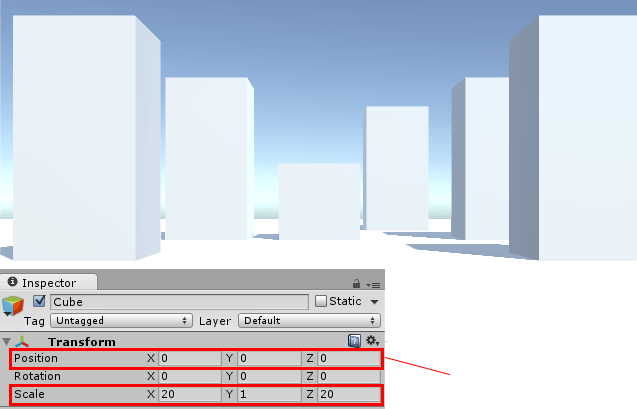 Inspector
Cube
Static
Tag Untagged Layer Default
Transform
Position X 0 Y 0 Z 0
Rotation X 0 Y 0 Z 0
Scale X 20 Y 1 Z 20